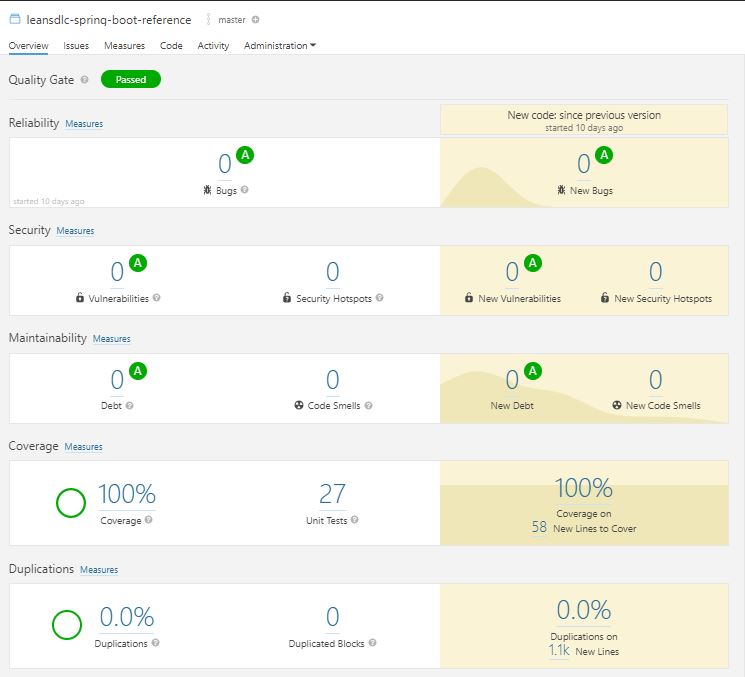 leansdlc-spring-boot-reference master
Overview Issues Measures Code Activity Administration
Quality Gate Passed
New code: since previous version
started 10 days ago
Reliability Measures
0 A
Bugs
started 10 days ago
0 A
New Bugs
Security Measures
0 A 0 0 A 0
Vulnerabilities Security Hotspots New Vulnerabilities New Security Hotspots
Maintainability Measures
0 A 0 0 A 0
Debt Code Smells New Debt New Code Smells
Coverage Measures
100% 27 100%
Coverage Unit Tests Coverage on
58 New Lines to Cover
Duplications Measures
0.0% 0 0.0%
Duplications Duplicated Blocks Duplications on
1.1k New Lines